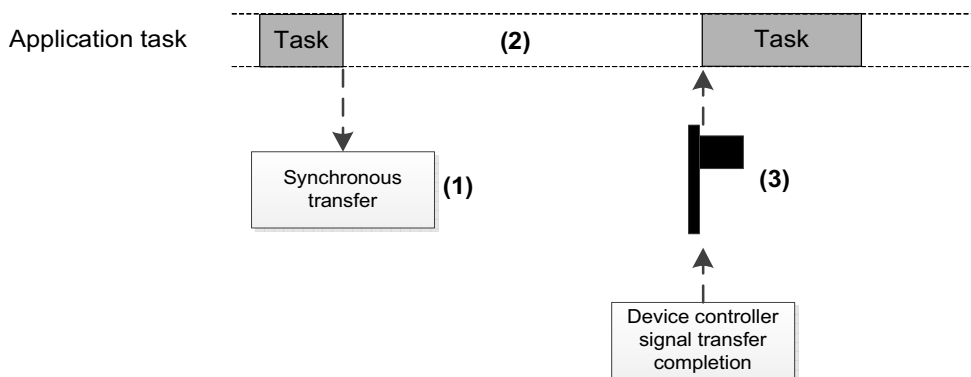 Application task
Task
(2)
Task
Synchronous
transfer
(1)
(3)
Device controller
signal transfer
completion